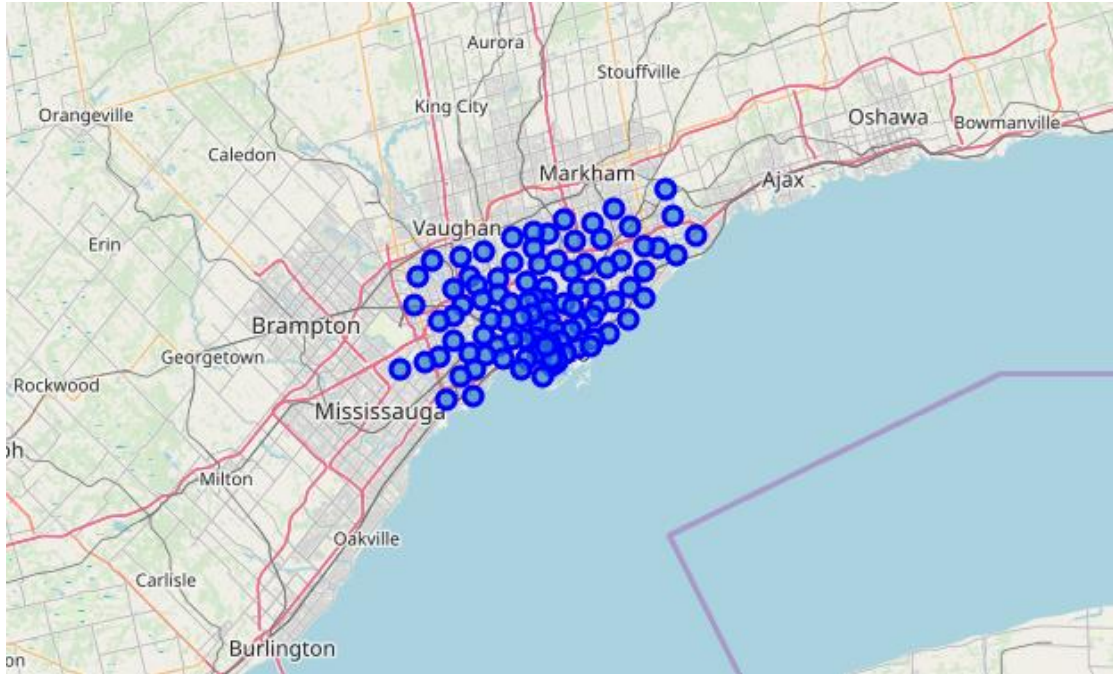 Aurora
Stouffville
King City
Orangeville
Oshawa
Bowmanville
Caledon
Markham
Ajax
Vaughan
Erin
Brampton
Georgetown
Rockwood
Mississauga
Milton
Oakville
Carlisle
Burlington